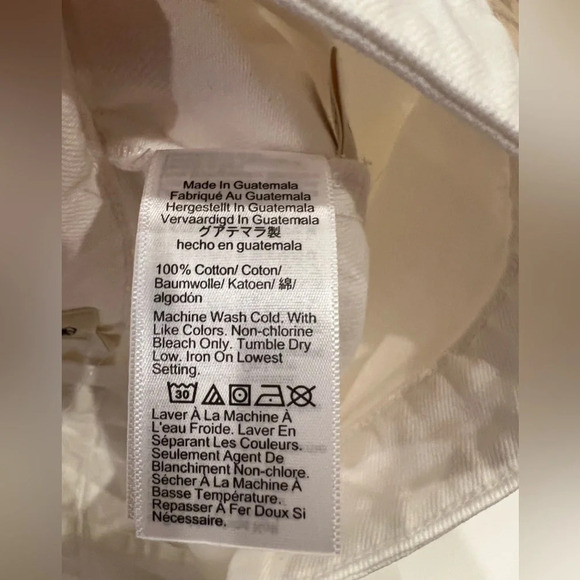 Made In Guatemala
Fabriqué Au Guatemala
Hergestellt In Guatemala
Vervaardigd In Guatemala
グアテマラ製
hecho en guatemala
100% Cotton/ Coton/
Baumwolle/ Katoen/ 綿/
algodón
Machine Wash Cold. With
Like Colors. Non-chlorine
Bleach Only. Tumble Dry
Low. Iron On Lowest
Setting.
30
Laver À La Machine À
L'eau Froide. Laver En
Séparant Les Couleurs.
Seulement Agent De
Blanchiment Non-chlore.
Sécher À La Machine À
Basse Température.
Repasser À Fer Doux Si
Nécessaire.